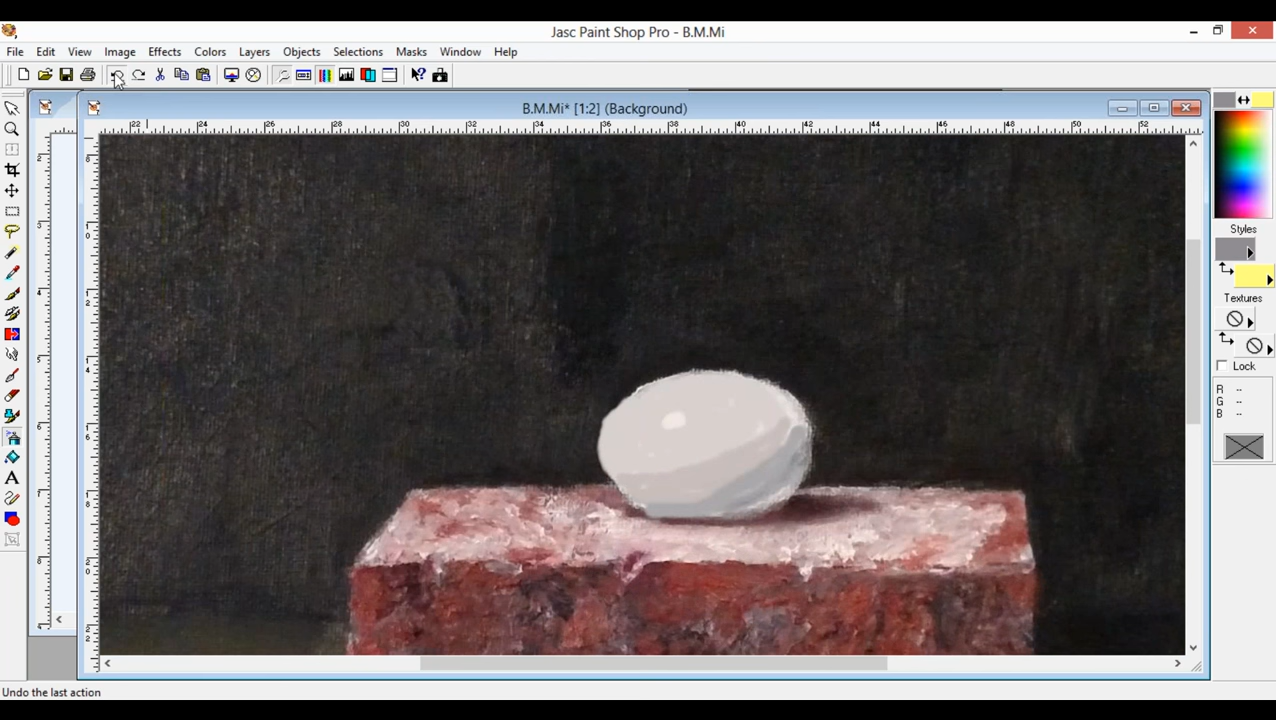 Jasc Paint Shop Pro - B.M.Mi
File Edit View Image Effects Colors Layers Objects Selections Masks Window Help
B.M.Mi* [1:2] (Background)
22 24 26 28 30 32 34 36 38 40 42 44 46 48 50 52
Styles
Textures
Lock
R --
G --
B --
A
Undo the last action